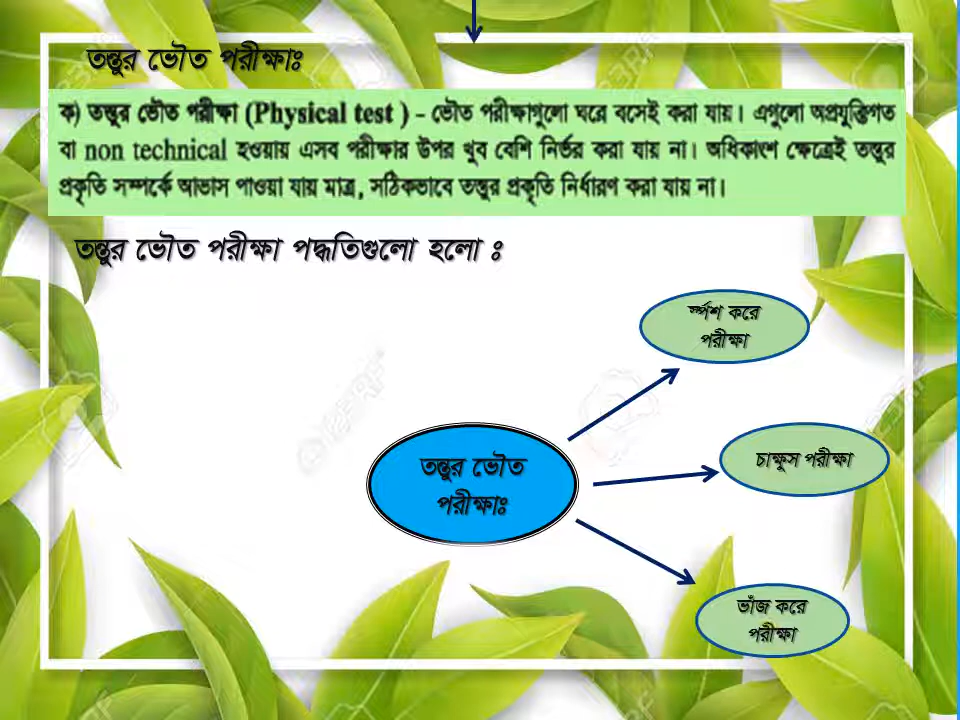 তন্তুর ভৌত পরীক্ষাঃ
ক) তন্তুর ভৌত পরীক্ষা (Physical test ) - ভৌত পরীক্ষাগুলো ঘরে বসেই করা যায়। এগুলো অপ্রযুক্তিগত
বা non technical হওয়ায় এসব পরীক্ষার উপর খুব বেশি নির্ভর করা যায় না। অধিকাংশ ক্ষেত্রেই তন্তুর
প্রকৃতি সম্পর্কে আভাস পাওয়া যায় মাত্র, সঠিকভাবে তন্তুর প্রকৃতি নির্ধারণ করা যায় না।
তন্তুর ভৌত পরীক্ষা পদ্ধতিগুলো হলো ঃ
র্স্পশ করে
পরীক্ষা
তন্তুর ভৌত
পরীক্ষাঃ
চাক্ষুস পরীক্ষা
ভাঁজ করে
পরীক্ষা
123RF